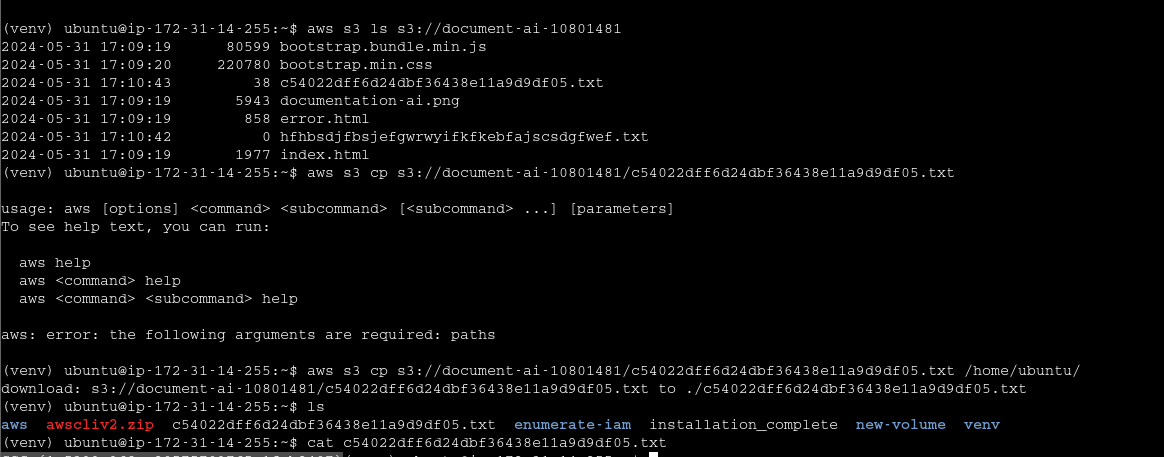 (venv) ubuntu@ip-172-31-14-255:~$ aws s3 ls s3://document-ai-10801481
2024-05-31 17:09:19      80599 bootstrap.bundle.min.js
2024-05-31 17:09:20     220780 bootstrap.min.css
2024-05-31 17:10:43         38 c54022dff6d24dbf36438e11a9d9df05.txt
2024-05-31 17:09:19       5943 documentation-ai.png
2024-05-31 17:09:19        858 error.html
2024-05-31 17:10:42          0 hfhbsdjfbsjefgwrwyifkfkebfajscsdgfwef.txt
2024-05-31 17:09:19       1977 index.html
(venv) ubuntu@ip-172-31-14-255:~$ aws s3 cp s3://document-ai-10801481/c54022dff6d24dbf36438e11a9d9df05.txt
usage: aws [options] <command> <subcommand> [<subcommand> ...] [parameters]
To see help text, you can run:
  aws help
  aws <command> help
  aws <command> <subcommand> help
aws: error: the following arguments are required: paths
(venv) ubuntu@ip-172-31-14-255:~$ aws s3 cp s3://document-ai-10801481/c54022dff6d24dbf36438e11a9d9df05.txt /home/ubuntu/
download: s3://document-ai-10801481/c54022dff6d24dbf36438e11a9d9df05.txt to ./c54022dff6d24dbf36438e11a9d9df05.txt
(venv) ubuntu@ip-172-31-14-255:~$ ls
aws  awscliv2.zip  c54022dff6d24dbf36438e11a9d9df05.txt  enumerate-iam  installation_complete  new-volume  venv
(venv) ubuntu@ip-172-31-14-255:~$ cat c54022dff6d24dbf36438e11a9d9df05.txt